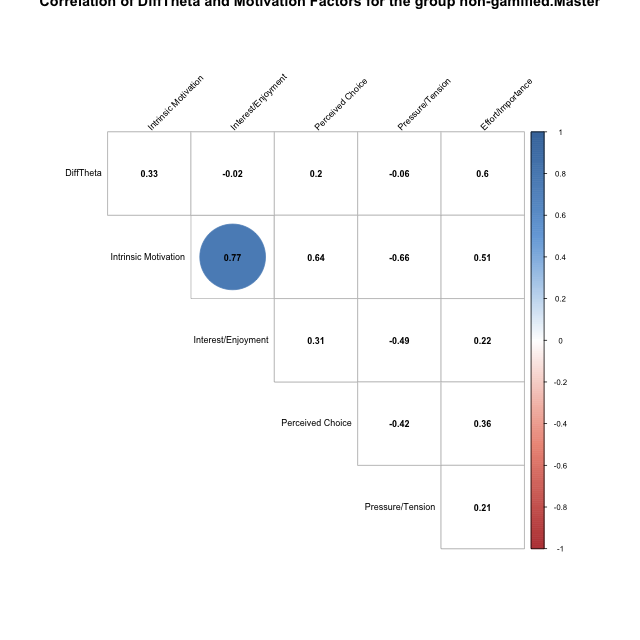 Correlation of DiffTheta and Motivation Factors for the group non-gamified.Master
Intrinsic Motivation
Interest/Enjoyment
Perceived Choice
Pressure/Tension
Effort/Importance
DiffTheta 0.33 -0.02 0.2 -0.06 0.6
Intrinsic Motivation 0.77 0.64 -0.66 0.51
Interest/Enjoyment 0.31 -0.49 0.22
Perceived Choice -0.42 0.36
Pressure/Tension 0.21
1
0.8
0.6
0.4
0.2
0
-0.2
-0.4
-0.6
-0.8
-1